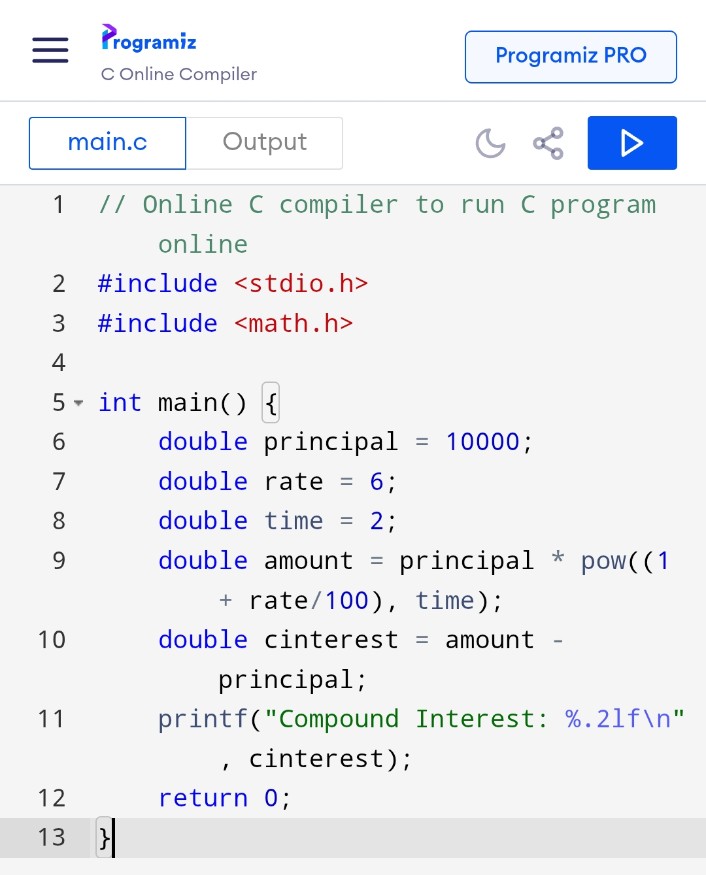 Programiz
C Online Compiler
Programiz PRO
main.c
Output
1 // Online C compiler to run C program
online
2 #include <stdio.h>
3 #include <math.h>
4
5 int main() {
6 double principal = 10000;
7 double rate = 6;
8 double time = 2;
9 double amount = principal * pow((1
+ rate/100), time);
10 double cinterest = amount -
principal;
11 printf("Compound Interest: %.2lf\n"
, cinterest);
12 return 0;
13 }